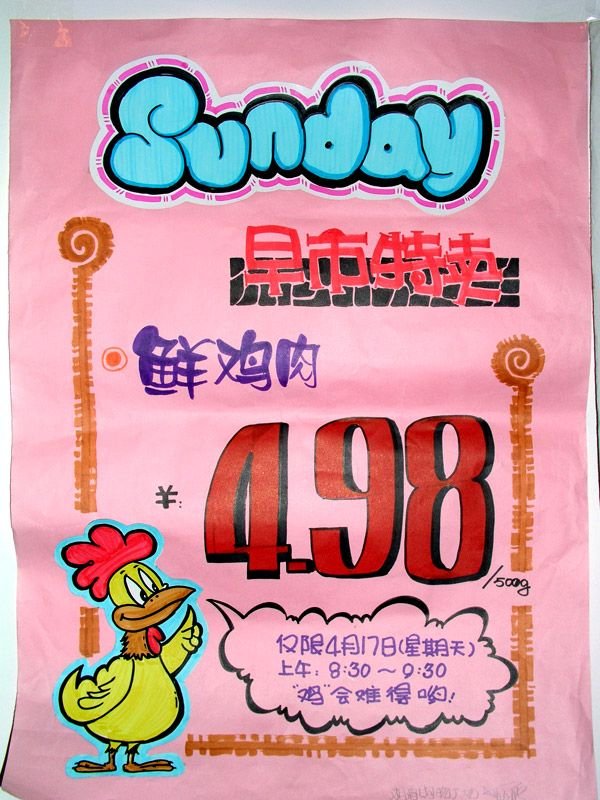 Sunday
早市特卖
鲜鸡肉
¥: 4.98/500g
仅限4月17日(星期天)
上午: 8:30～9:30
"鸡"会难得哟!